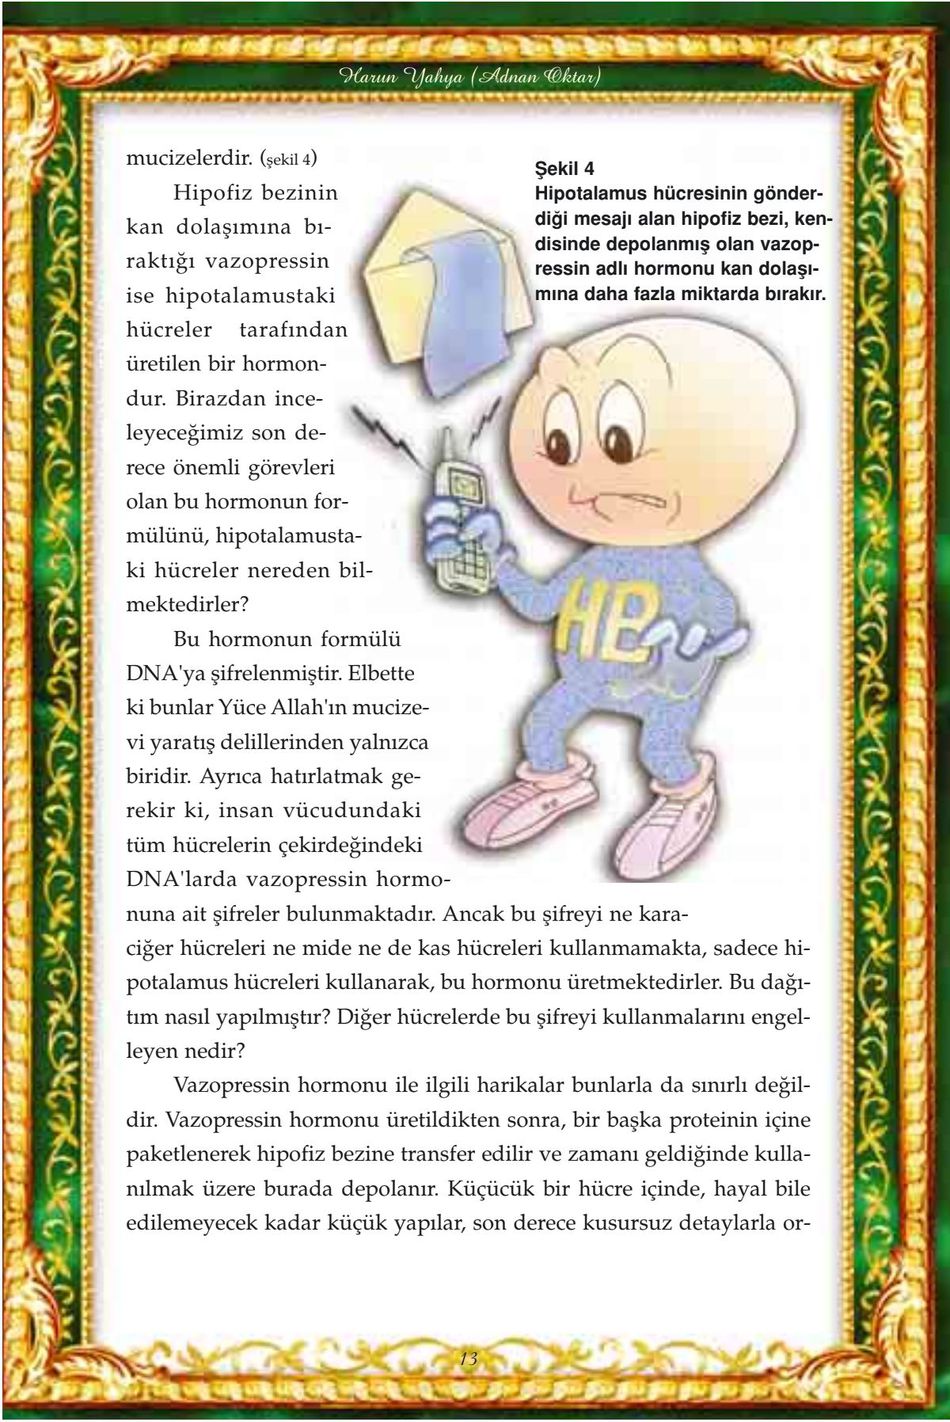 Harun Yahya (Adnan Oktar)
mucizelerdir. (şekil 4)
Hipofiz bezinin
kan dolaşımına bı-
raktığı vazopressin
ise hipotalamustaki
hücreler tarafından
üretilen bir hormon-
dur. Birazdan ince-
leyeceğimiz son de-
rece önemli görevleri
olan bu hormonun for-
mülünü, hipotalamusta-
ki hücreler nereden bil-
mektedirler?
Bu hormonun formülü
DNA'ya şifrelenmiştir. Elbette
ki bunlar Yüce Allah'ın mucize-
vi yaratış delillerinden yalnızca
biridir. Ayrıca hatırlatmak ge-
rekir ki, insan vücudundaki
tüm hücrelerin çekirdeğindeki
DNA'larda vazopressin hormo-
nuna ait şifreler bulunmaktadır. Ancak bu şifreyi ne kara-
ciğer hücreleri ne mide ne de kas hücreleri kullanmamakta, sadece hi-
potalamus hücreleri kullanarak, bu hormonu üretmektedirler. Bu dağı-
tım nasıl yapılmıştır? Diğer hücrelerde bu şifreyi kullanmalarını engel-
leyen nedir?
Vazopressin hormonu ile ilgili harikalar bunlarla da sınırlı değil-
dir. Vazopressin hormonu üretildikten sonra, bir başka proteinin içine
paketlenerek hipofiz bezine transfer edilir ve zamanı geldiğinde kulla-
nılmak üzere burada depolanır. Küçücük bir hücre içinde, hayal bile
edilemeyecek kadar küçük yapılar, son derece kusursuz detaylarla or-
Şekil 4
Hipotalamus hücresinin gönder-
diği mesajı alan hipofiz bezi, ken-
disinde depolanmış olan vazop-
ressin adlı hormonu kan dolaşı-
mına daha fazla miktarda bırakır.
HB
13